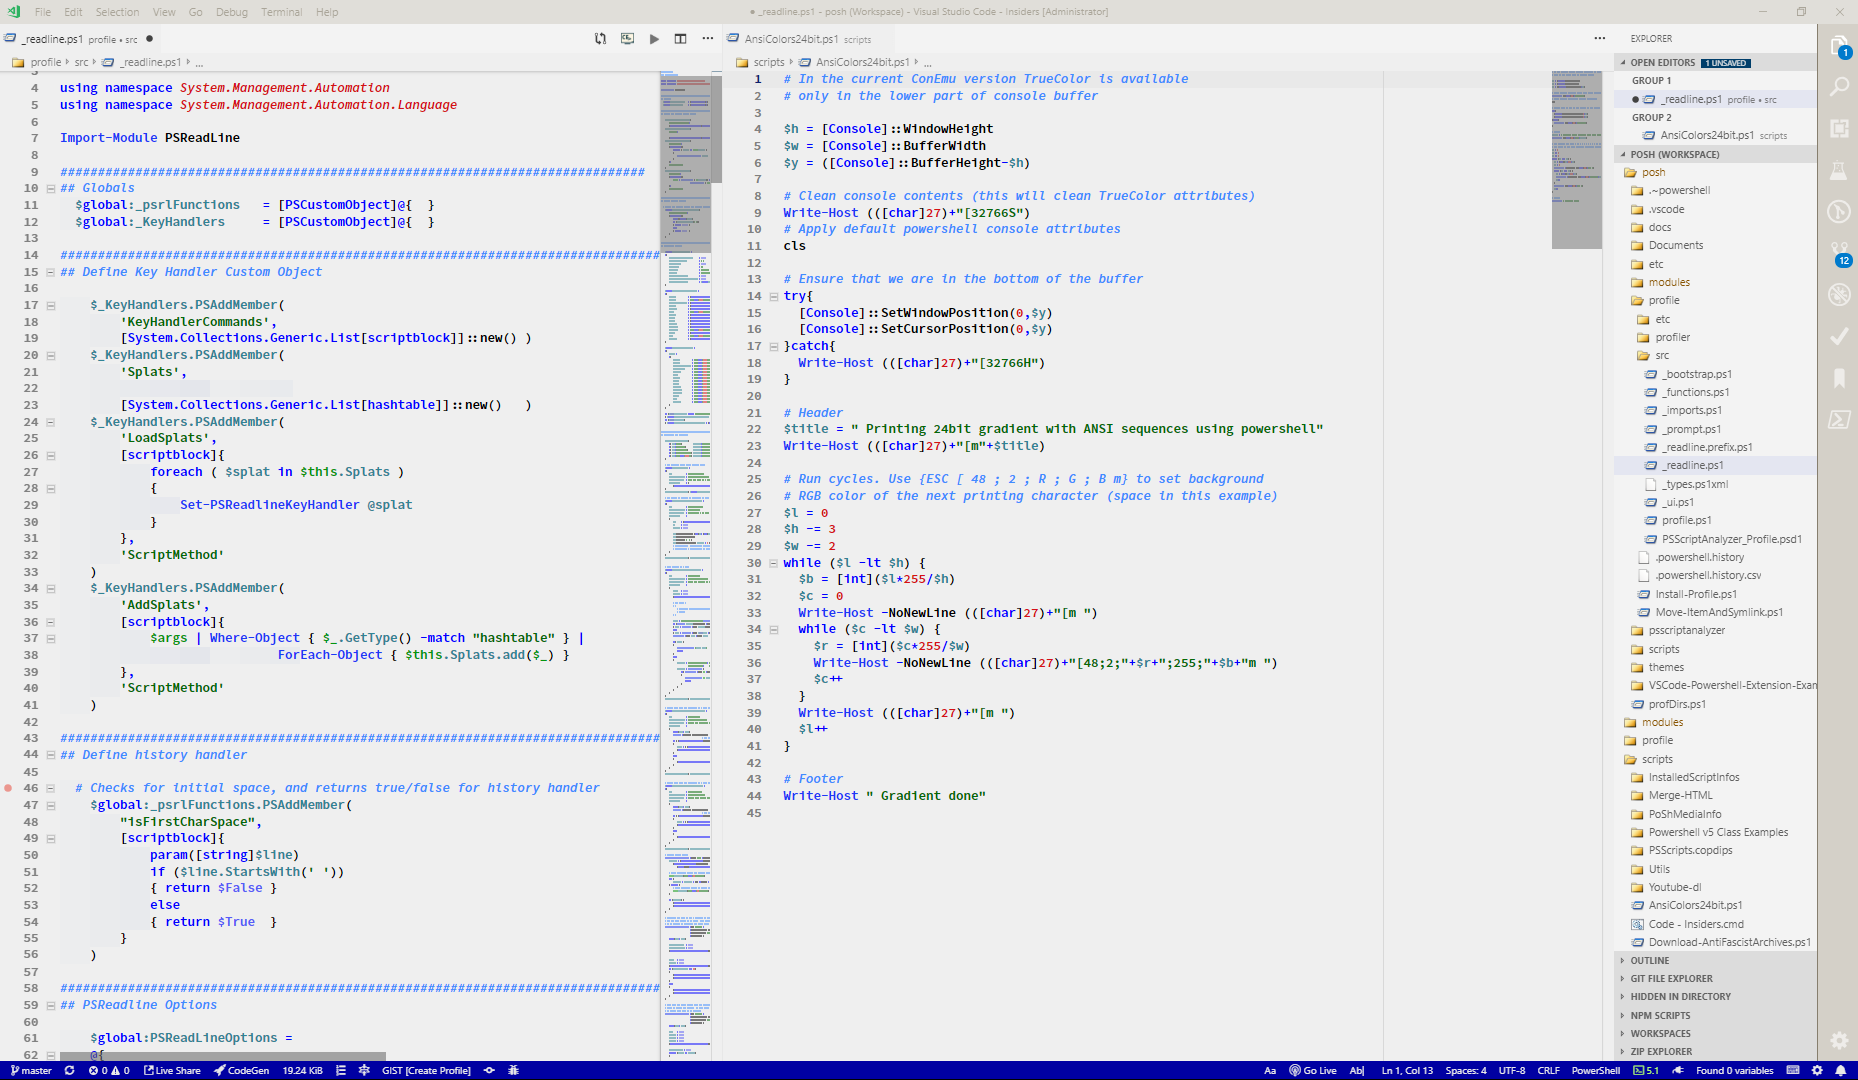 File Edit Selection View Go Debug Terminal Help
● _readline.ps1 - posh (Workspace) - Visual Studio Code - Insiders [Administrator]
_readline.ps1 profile • src ●
profile › src › _readline.ps1 › ...
3
4 using namespace System.Management.Automation
5 using namespace System.Management.Automation.Language
6
7 Import-Module PSReadLine
8
9 ##############################################################################
10 ## Globals
11 $global:_psrlFunctions = [PSCustomObject]@{ }
12 $global:_KeyHandlers = [PSCustomObject]@{ }
13
14 ################################################################################
15 ## Define Key Handler Custom Object
16
17 $_KeyHandlers.PSAddMember(
18 'KeyHandlerCommands',
19 [System.Collections.Generic.List[scriptblock]]::new() )
20 $_KeyHandlers.PSAddMember(
21 'Splats',
22
23 [System.Collections.Generic.List[hashtable]]::new() )
24 $_KeyHandlers.PSAddMember(
25 'LoadSplats',
26 [scriptblock]{
27 foreach ( $splat in $this.Splats )
28 {
29 Set-PSReadlineKeyHandler @splat
30 }
31 },
32 'ScriptMethod'
33 )
34 $_KeyHandlers.PSAddMember(
35 'AddSplats',
36 [scriptblock]{
37 $args | Where-Object { $_.GetType() -match "hashtable" } |
38 ForEach-Object { $this.Splats.add($_) }
39 },
40 'ScriptMethod'
41 )
42
43 ################################################################################
44 ## Define history handler
45
46 # Checks for initial space, and returns true/false for history handler
47 $global:_psrlFunctions.PSAddMember(
48 "isFirstCharSpace",
49 [scriptblock]{
50 param([string]$line)
51 if ($line.StartsWith(' '))
52 { return $False }
53 else
54 { return $True }
55 }
56 )
57
58 ################################################################################
59 ## PSReadline Options
60
61 $global:PSReadLineOptions =
62 @{
AnsiColors24bit.ps1 scripts
scripts › AnsiColors24bit.ps1 › ...
1 # In the current ConEmu version TrueColor is available
2 # only in the lower part of console buffer
3
4 $h = [Console]::WindowHeight
5 $w = [Console]::BufferWidth
6 $y = ([Console]::BufferHeight-$h)
7
8 # Clean console contents (this will clean TrueColor attributes)
9 Write-Host (([char]27)+"[32766S")
10 # Apply default powershell console attributes
11 cls
12
13 # Ensure that we are in the bottom of the buffer
14 try{
15 [Console]::SetWindowPosition(0,$y)
16 [Console]::SetCursorPosition(0,$y)
17 }catch{
18 Write-Host (([char]27)+"[32766H")
19 }
20
21 # Header
22 $title = " Printing 24bit gradient with ANSI sequences using powershell"
23 Write-Host (([char]27)+"[m"+$title)
24
25 # Run cycles. Use {ESC [ 48 ; 2 ; R ; G ; B m} to set background
26 # RGB color of the next printing character (space in this example)
27 $l = 0
28 $h -= 3
29 $w -= 2
30 while ($l -lt $h) {
31 $b = [int]($l*255/$h)
32 $c = 0
33 Write-Host -NoNewLine (([char]27)+"[m ")
34 while ($c -lt $w) {
35 $r = [int]($c*255/$w)
36 Write-Host -NoNewLine (([char]27)+"[48;2;"+$r+";255;"+$b+"m ")
37 $c++
38 }
39 Write-Host (([char]27)+"[m ")
40 $l++
41 }
42
43 # Footer
44 Write-Host " Gradient done"
45
EXPLORER
OPEN EDITORS 1 UNSAVED
GROUP 1
● _readline.ps1 profile • src
GROUP 2
AnsiColors24bit.ps1 scripts
POSH (WORKSPACE)
posh
.~powershell
.vscode
docs
Documents
etc
modules
profile
etc
profiler
src
_bootstrap.ps1
_functions.ps1
_imports.ps1
_prompt.ps1
_readline.prefix.ps1
_readline.ps1
_types.ps1xml
_ui.ps1
profile.ps1
PSScriptAnalyzer_Profile.psd1
.powershell.history
.powershell.history.csv
Install-Profile.ps1
Move-ItemAndSymlink.ps1
psscriptanalyzer
scripts
themes
VSCode-Powershell-Extension-Exan
profDirs.ps1
modules
profile
scripts
InstalledScriptInfos
Merge-HTML
PoShMediaInfo
Powershell v5 Class Examples
PSScripts.copdips
Utils
Youtube-dl
AnsiColors24bit.ps1
Code - Insiders.cmd
Download-AntiFascistArchives.ps1
OUTLINE
GIT FILE EXPLORER
HIDDEN IN DIRECTORY
NPM SCRIPTS
WORKSPACES
ZIP EXPLORER
1
12
master 0 0 Live Share CodeGen 19.24 KiB GIST [Create Profile] Aa Go Live Ab| Ln 1, Col 13 Spaces: 4 UTF-8 CRLF PowerShell 5.1 Found 0 variables